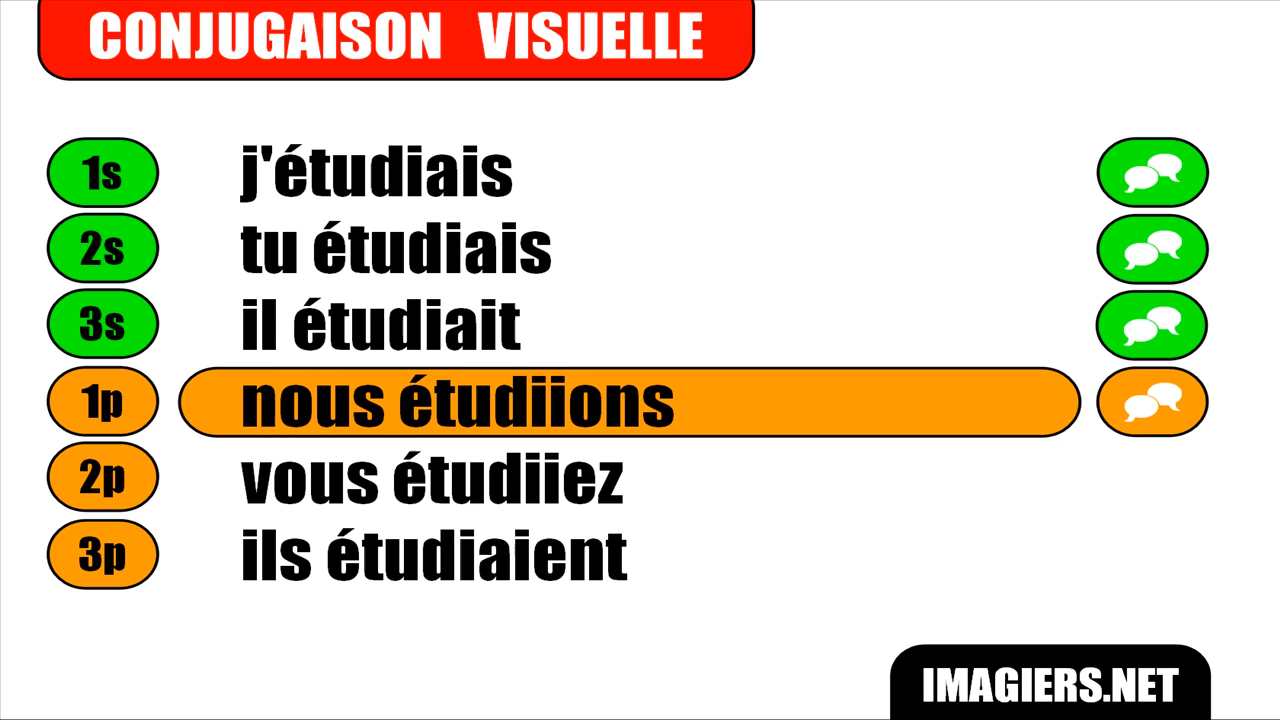 CONJUGAISON VISUELLE
1s j'étudiais
2s tu étudiais
3s il étudiait
1p nous étudiions
2p vous étudiiez
3p ils étudiaient
IMAGIERS.NET